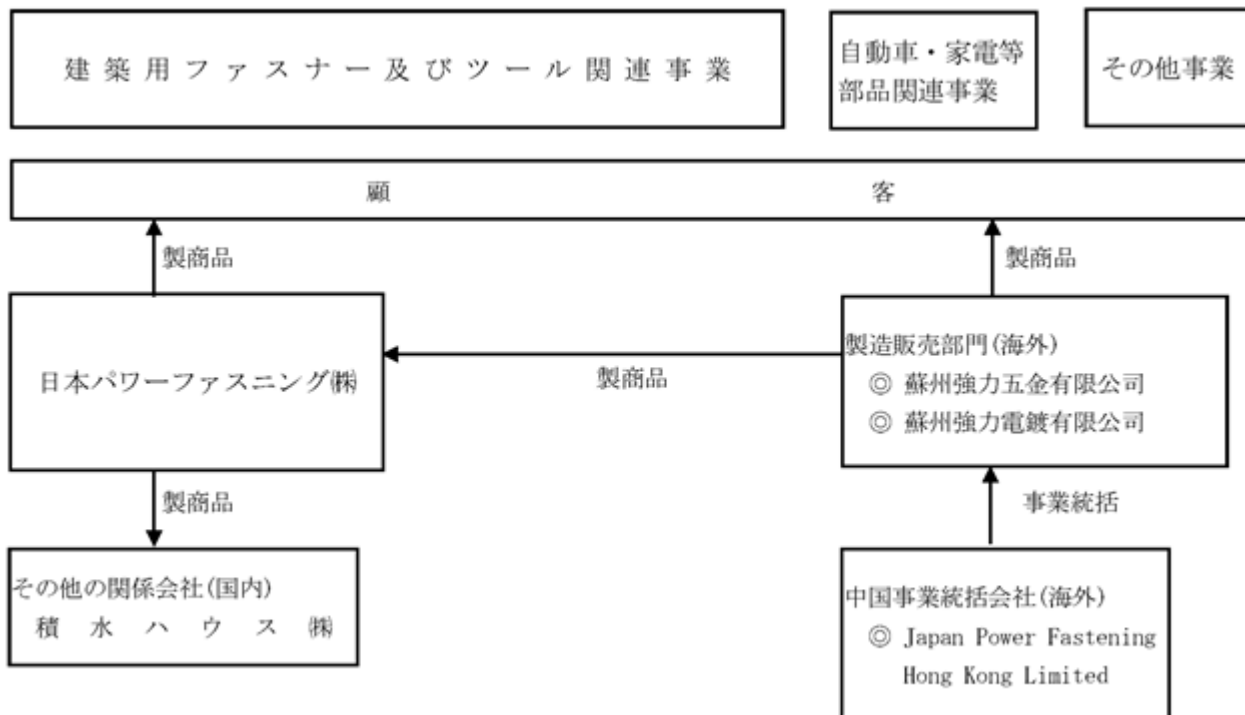 建築用ファスナー及びツール関連事業
自動車・家電等
部品関連事業
その他事業
顧客
製商品
製商品
日本パワーファスニング㈱
製商品
製造販売部門(海外)
◎ 蘇州強力五金有限公司
◎ 蘇州強力電鍍有限公司
製商品
事業統括
その他の関係会社(国内)
積水ハウス㈱
中国事業統括会社(海外)
◎ Japan Power Fastening
Hong Kong Limited